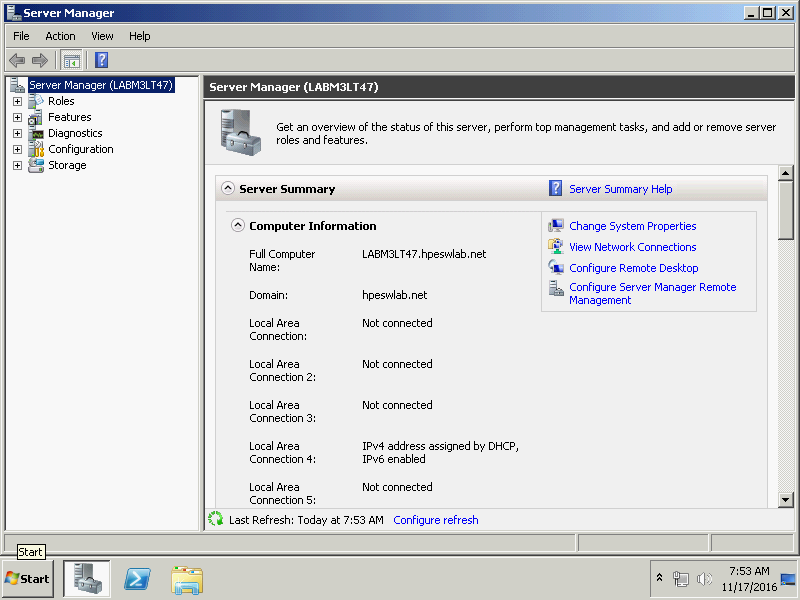 Server Manager
File Action View Help
Server Manager (LABM3LT47)
Roles
Features
Diagnostics
Configuration
Storage
Server Manager (LABM3LT47)
Get an overview of the status of this server, perform top management tasks, and add or remove server
roles and features.
Server Summary
Server Summary Help
Computer Information
Full Computer
Name:
LABM3LT47.hpeswlab.net
Domain:
hpeswlab.net
Local Area
Connection:
Not connected
Local Area
Connection 2:
Not connected
Local Area
Connection 3:
Not connected
Local Area
Connection 4:
IPv4 address assigned by DHCP,
IPv6 enabled
Local Area
Connection 5:
Not connected
Change System Properties
View Network Connections
Configure Remote Desktop
Configure Server Manager Remote
Management
Last Refresh: Today at 7:53 AM Configure refresh
Start
Start
7:53 AM
11/17/2016